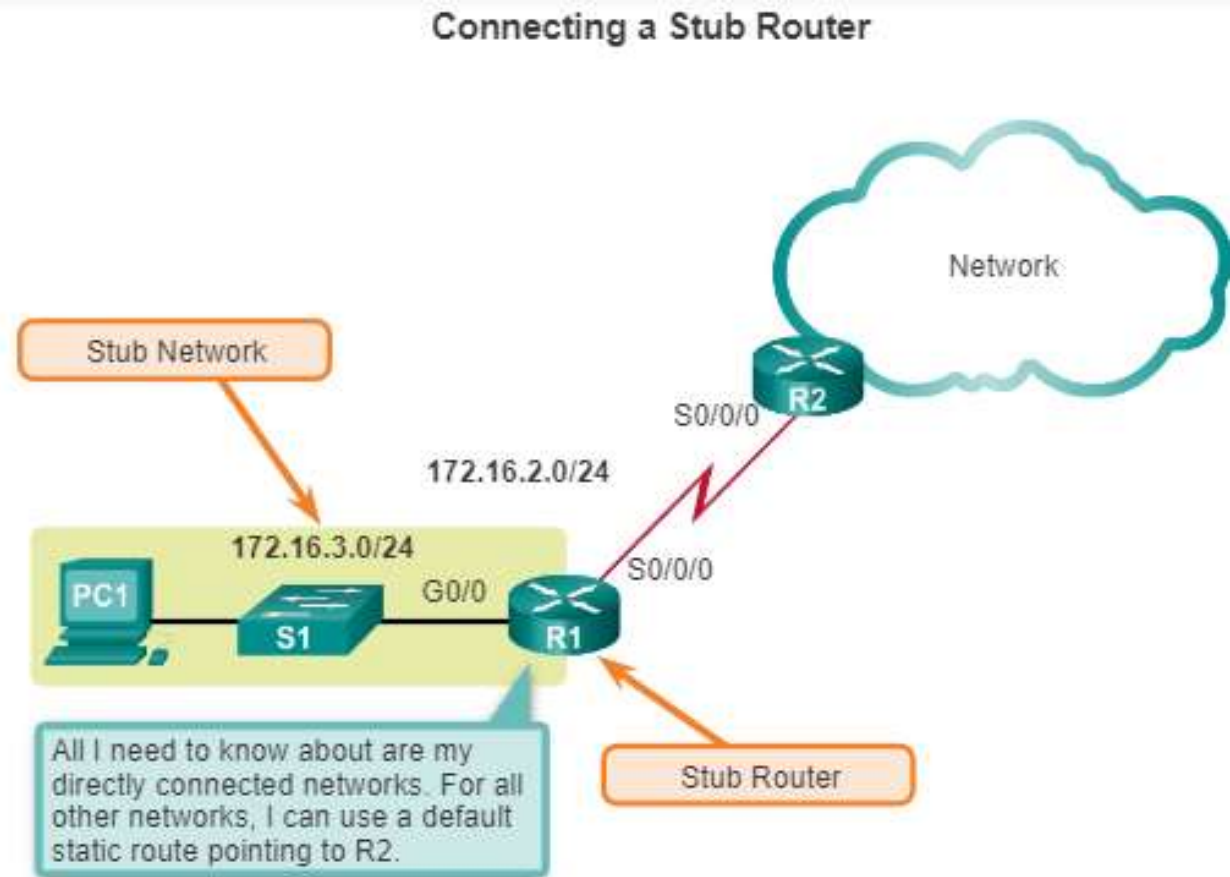 Connecting a Stub Router
Network
Stub Network
R2
S0/0/0
172.16.2.0/24
172.16.3.0/24
S0/0/0
PC1
G0/0
S1
R1
All I need to know about are my
directly connected networks. For all
other networks, I can use a default
static route pointing to R2.
Stub Router